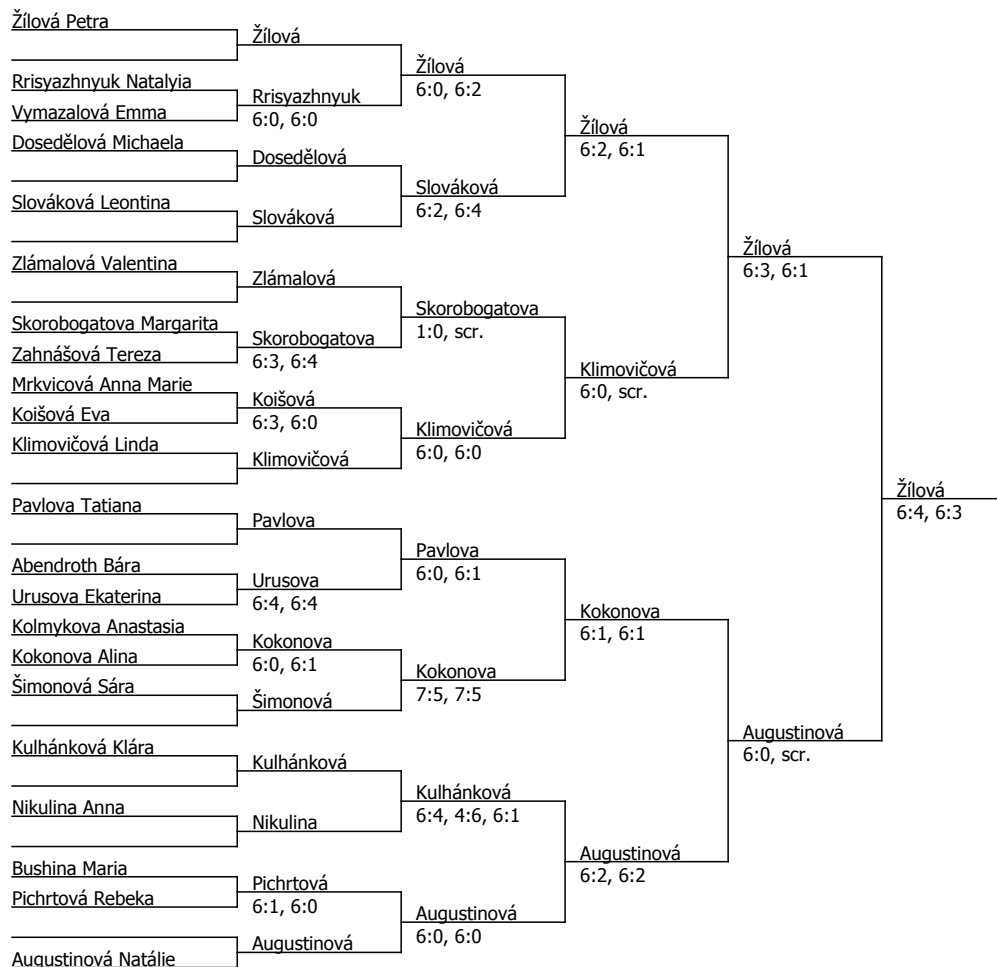 Žílová Petra
Rrisyazhnyuk Natalyia
Vymazalová Emma
Dosedělová Michaela
Slováková Leontina
Zlámalová Valentina
Skorobogatova Margarita
Zahnášová Tereza
Mrkvicová Anna Marie
Koišová Eva
Klimovičová Linda
Pavlova Tatiana
Abendroth Bára
Urusova Ekaterina
Kolmykova Anastasia
Kokonova Alina
Šimonová Sára
Kulhánková Klára
Nikulina Anna
Bushina Maria
Pichrtová Rebeka
Augustinová Natálie
Žílová
Rrisyazhnyuk
6:0, 6:0
Dosedělová
Slováková
Zlámalová
Skorobogatova
6:3, 6:4
Koišová
6:3, 6:0
Klimovičová
Pavlova
Urusova
6:4, 6:4
Kokonova
6:0, 6:1
Šimonová
Kulhánková
Nikulina
Pichrtová
6:1, 6:0
Augustinová
Žílová
6:0, 6:2
Slováková
6:2, 6:4
Skorobogatova
1:0, scr.
Klimovičová
6:0, 6:0
Pavlova
6:0, 6:1
Kokonova
7:5, 7:5
Kulhánková
6:4, 4:6, 6:1
Augustinová
6:0, 6:0
Žílová
6:2, 6:1
Klimovičová
6:0, scr.
Kokonova
6:1, 6:1
Augustinová
6:2, 6:2
Žílová
6:3, 6:1
Augustinová
6:0, scr.
Žílová
6:4, 6:3